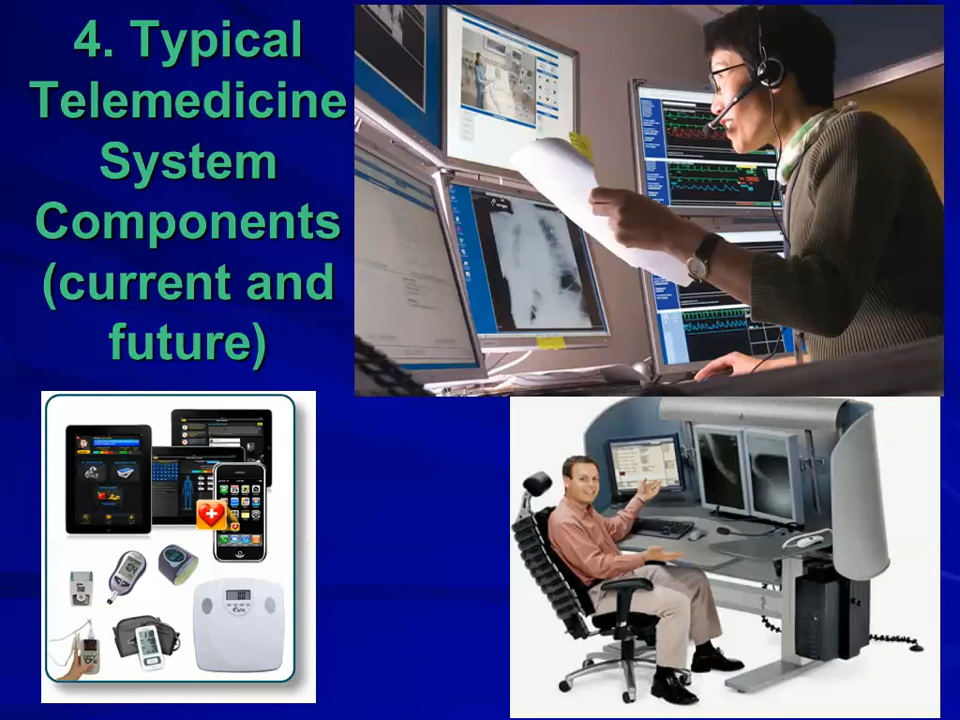 4. Typical
Telemedicine
System
Components
(current and
future)